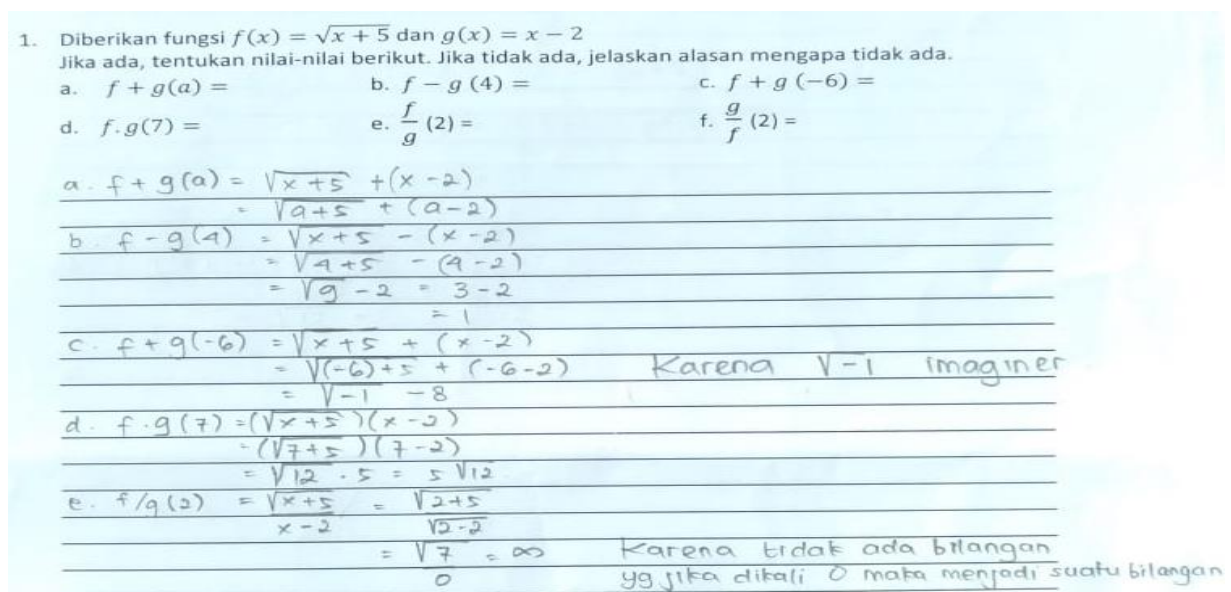 1. Diberikan fungsi f(x) = √(x + 5) dan g(x) = x − 2
Jika ada, tentukan nilai-nilai berikut. Jika tidak ada, jelaskan alasan mengapa tidak ada.
a. f + g(a) = b. f − g (4) = c. f + g (−6) =
d. f.g(7) = e. f/g (2) = f. g/f (2) =
a. f + g(a) = √(x+5) + (x − 2)
= √(a+5) + (a − 2)
b. f − g(4) = √(x+5) − (x − 2)
= √(4+5) − (4 − 2)
= √9 − 2 = 3 − 2
= 1
c. f + g(-6) = √(x+5) + (x − 2)
= √((-6)+5) + (-6-2) Karena √-1 imaginer
= √-1 − 8
d. f · g(7) = (√(x+5))(x − 2)
= (√(7+5))(7 − 2)
= √12 · 5 = 5 √12
e. f/g(2) = √(x+5)/(x − 2) = √(2+5)/√(2-2)
= √7/0 = ∞ Karena tidak ada bilangan
yg jika dikali 0 maka menjadi suatu bilangan